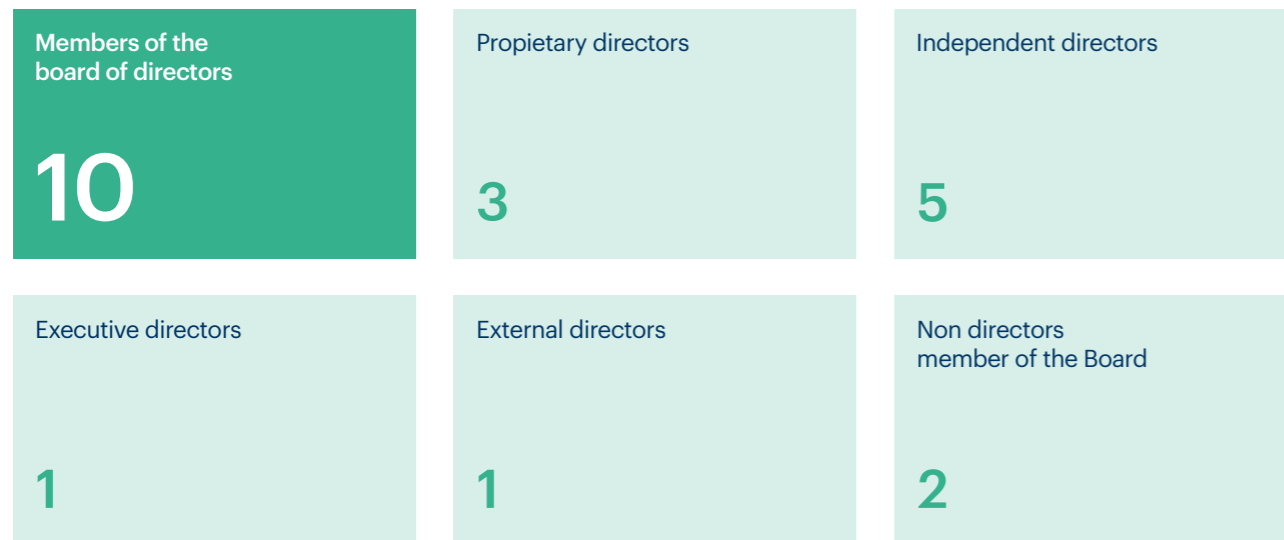 Members of the
board of directors
10
Propietary directors
3
Independent directors
5
Executive directors
1
External directors
1
Non directors
member of the Board
2